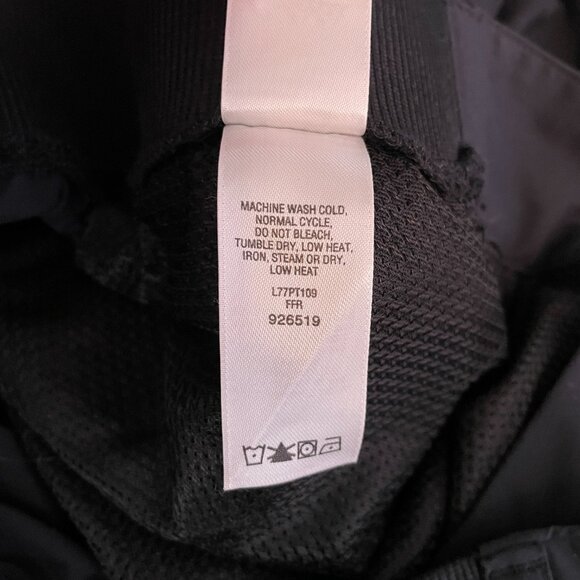 MACHINE WASH COLD,
NORMAL CYCLE,
DO NOT BLEACH,
TUMBLE DRY, LOW HEAT,
IRON, STEAM OR DRY,
LOW HEAT
L77PT109
FFR
926519